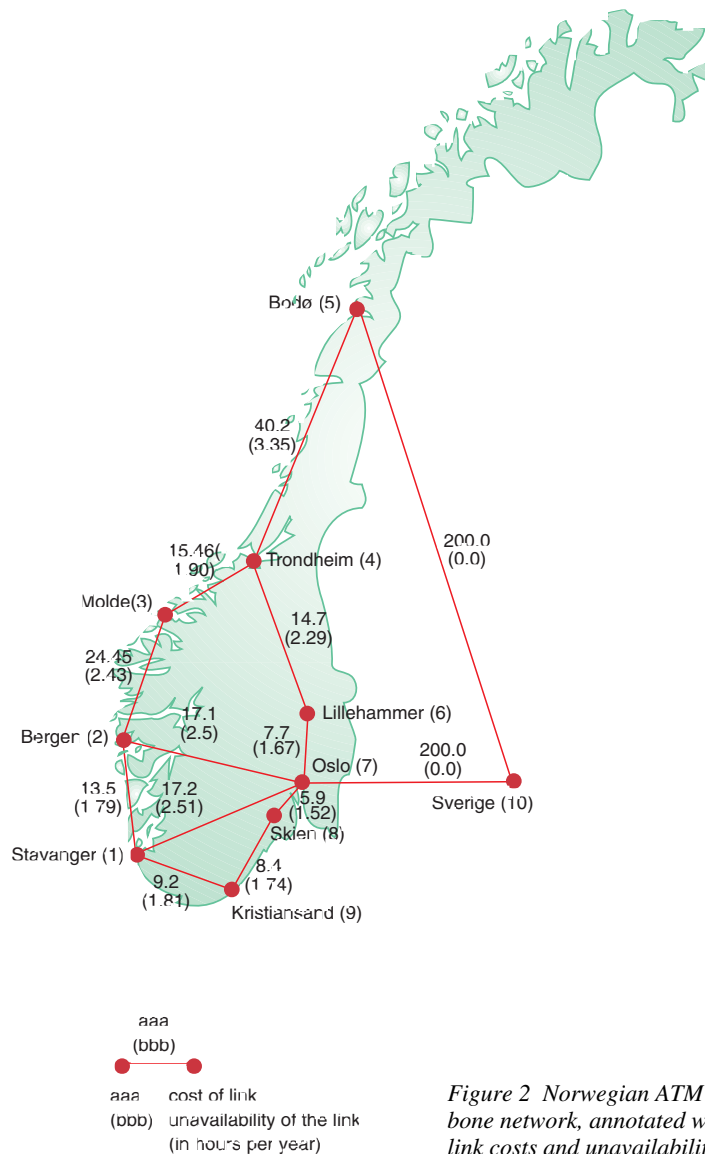 Bodø (5)
40.2
(3.35)
200.0
(0.0)
15.46(
1.90)
Trondheim (4)
Molde(3)
14.7
(2.29)
24.45
(2.43)
17.1
(2.5)
Lillehammer (6)
Bergen (2)
7.7
(1.67)
200.0
(0.0)
Oslo (7)
13.5
(1.79)
17.2
(2.51)
5.9
(1.52)
Sverige (10)
Skien (8)
Stavanger (1)
8.4
(1.74)
9.2
(1.81)
Kristiansand (9)
aaa
(bbb)
aaa cost of link
(bbb) unavailability of the link
(in hours per year)
Figure 2 Norwegian ATM
bone network, annotated w
link costs and unavailabilin